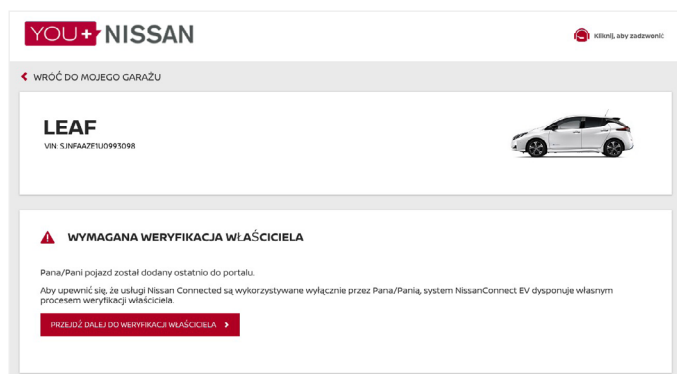 YOU+ NISSAN
Kliknij, aby zadzwonić
WRÓĆ DO MOJEGO GARAŻU
LEAF
VIN: SJNFAAZE1U0993098
WYMAGANA WERYFIKACJA WŁAŚCICIELA
Pana/Pani pojazd został dodany ostatnio do portalu.
Aby upewnić się, że usługi Nissan Connected są wykorzystywane wyłącznie przez Pana/Panią, system NissanConnect EV dysponuje własnym
procesem weryfikacji właściciela.
PRZEJDŹ DALEJ DO WERYFIKACJI WŁAŚCICIELA